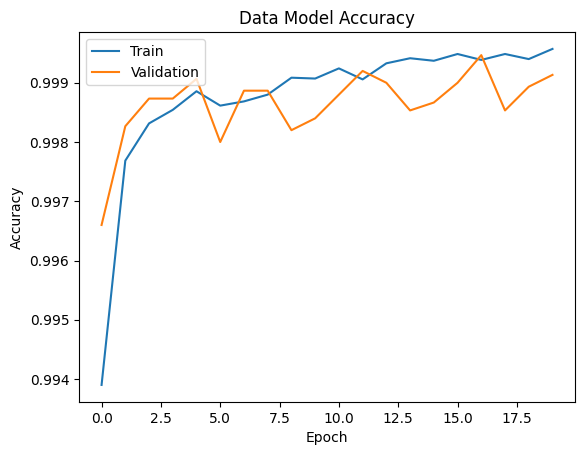 Data Model Accuracy
Train
Validation
0.999
0.998
0.997
0.996
0.995
0.994
Accuracy
0.0 2.5 5.0 7.5 10.0 12.5 15.0 17.5
Epoch